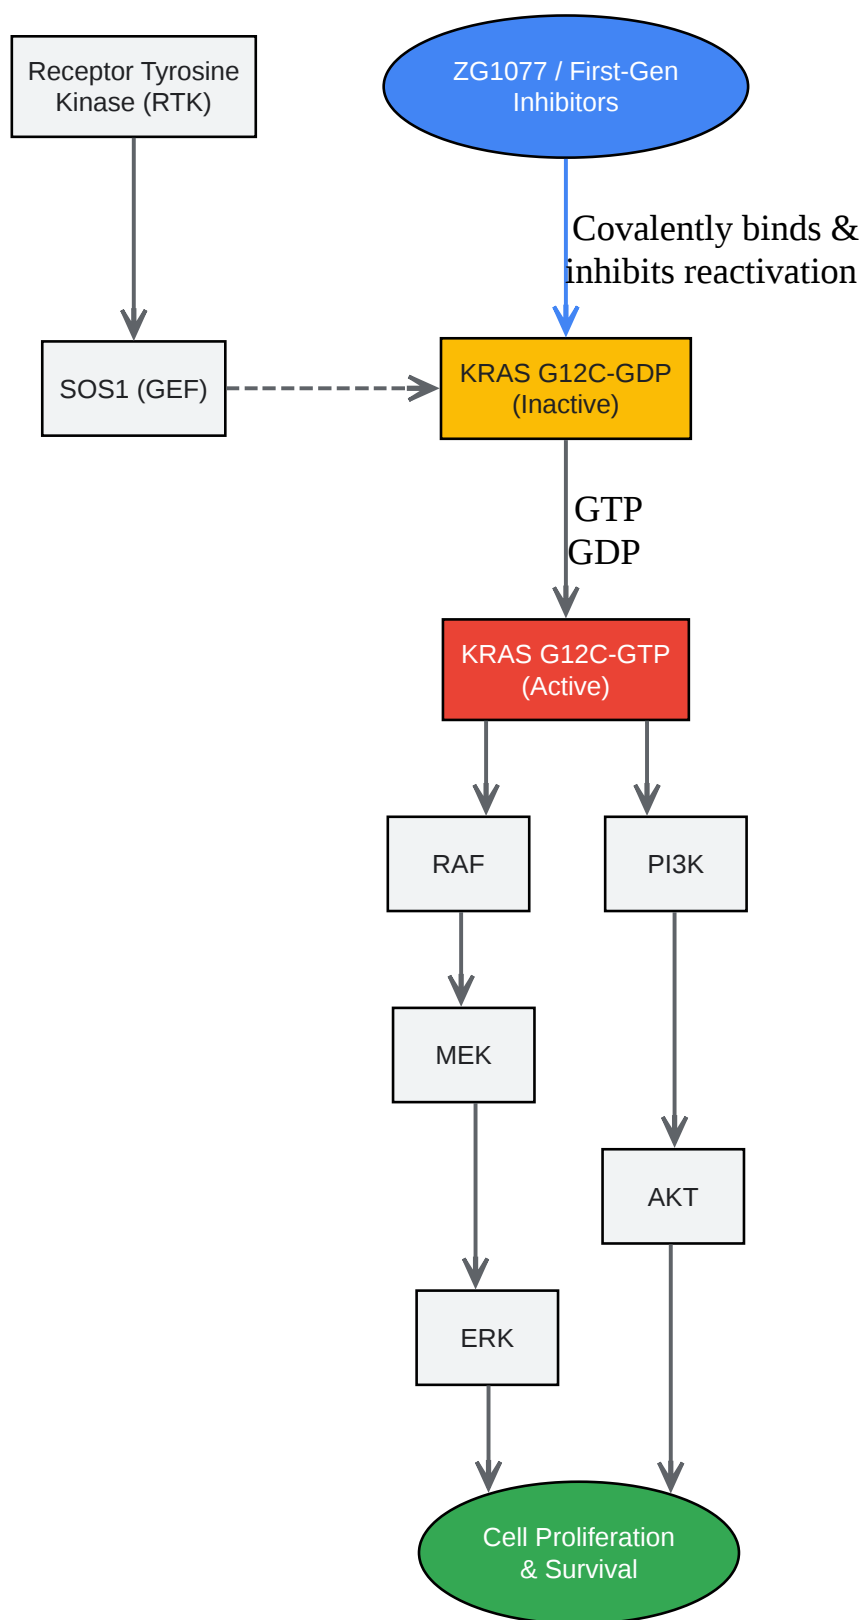 Receptor Tyrosine
Kinase (RTK)
ZG1077 / First-Gen
Inhibitors
Covalently binds &
inhibits reactivation
SOS1 (GEF)
KRAS G12C-GDP
(Inactive)
GTP
GDP
KRAS G12C-GTP
(Active)
RAF
PI3K
MEK
AKT
ERK
Cell Proliferation
& Survival